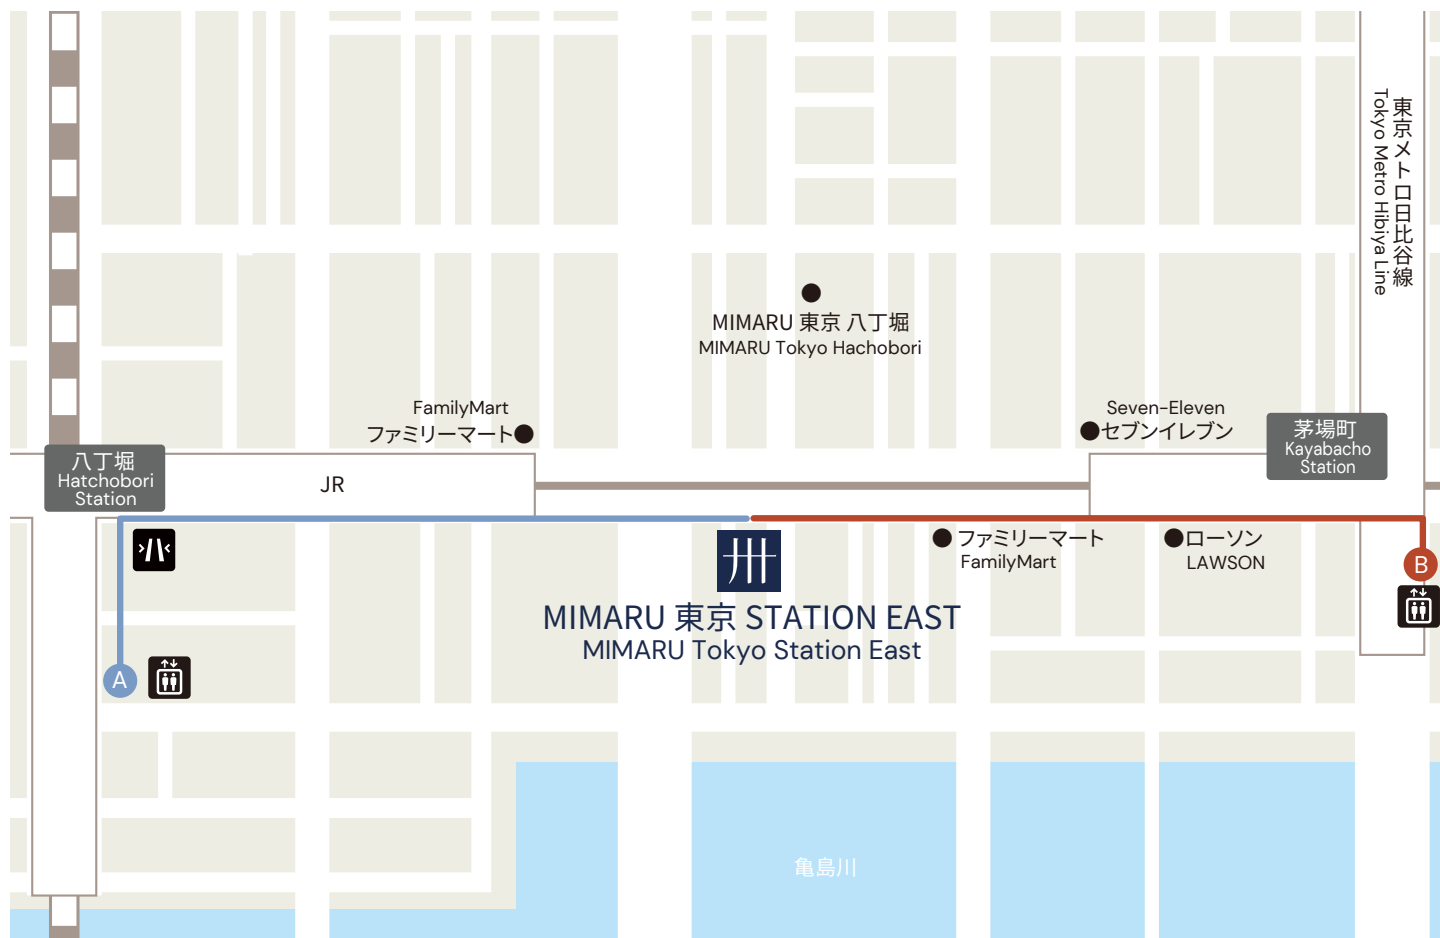 東京メトロ日比谷線
Tokyo Metro Hibiya Line
MIMARU 東京 八丁堀
MIMARU Tokyo Hachobori
FamilyMart
ファミリーマート
Seven-Eleven
セブンイレブン
茅場町
Kayabacho
Station
八丁堀
Hatchobori
Station
JR
ファミリーマート
FamilyMart
ローソン
LAWSON
B
MIMARU 東京 STATION EAST
MIMARU Tokyo Station East
A
亀島川